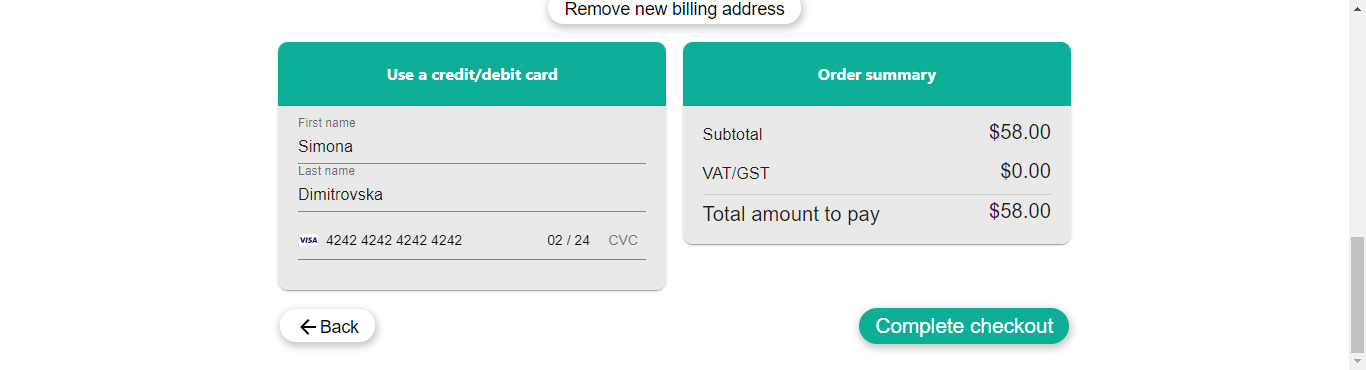 Remove new billing address
Use a credit/debit card
First name
Simona
Last name
Dimitrovska
VISA 4242 4242 4242 4242 02 / 24 CVC
Order summary
Subtotal $58.00
VAT/GST $0.00
Total amount to pay $58.00
Back
Complete checkout